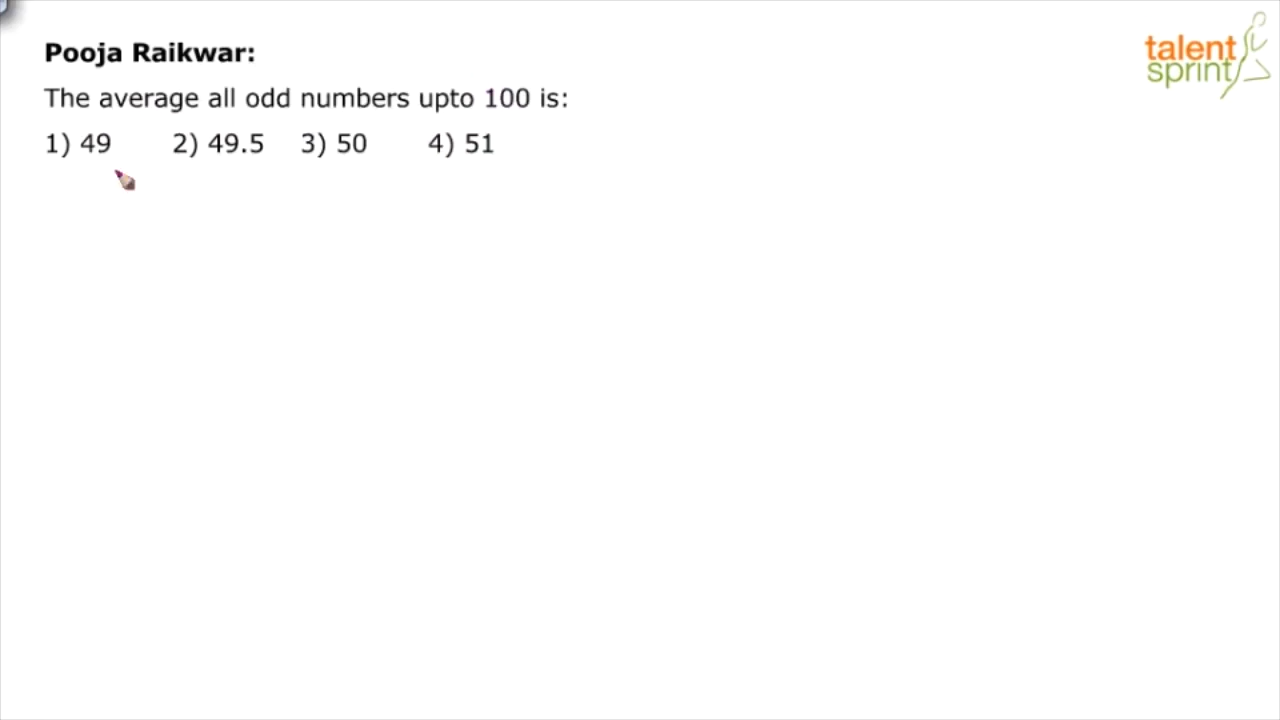 Pooja Raikwar:
The average all odd numbers upto 100 is:
1) 49 2) 49.5 3) 50 4) 51
talent
sprint